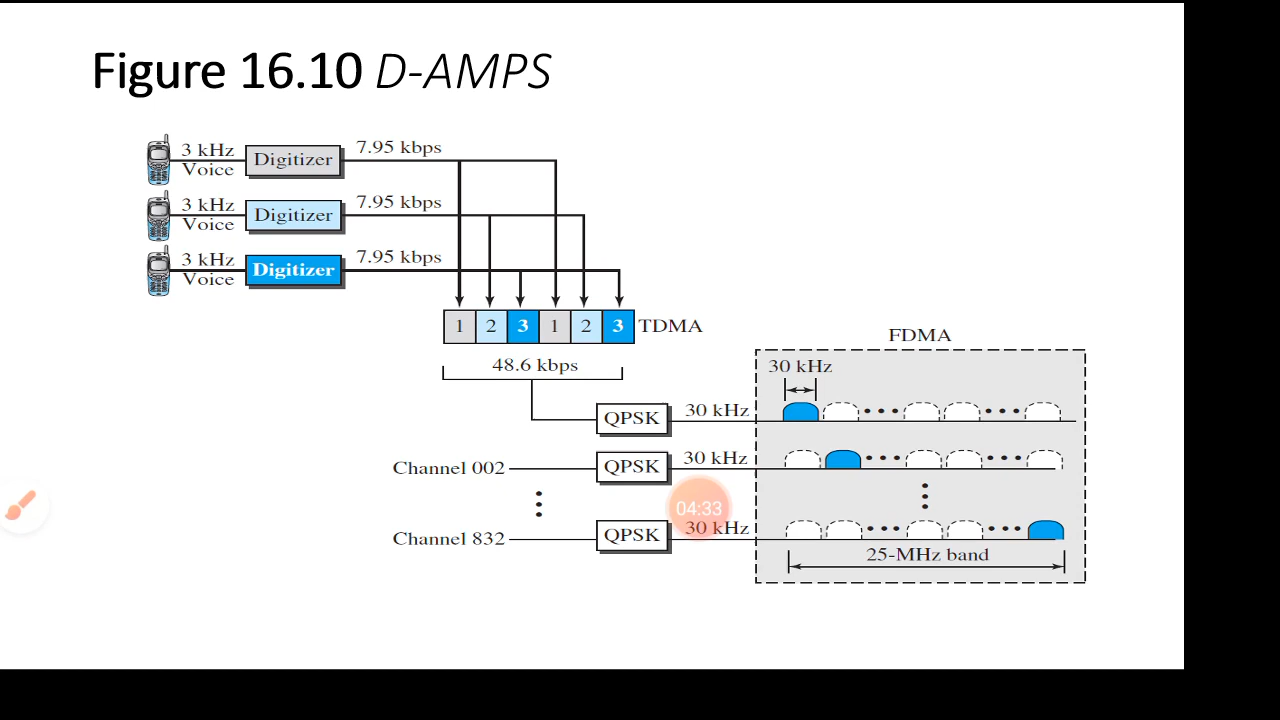 Figure 16.10 D-AMPS
3 kHz
Voice
Digitizer
7.95 kbps
3 kHz
Voice
Digitizer
7.95 kbps
3 kHz
Voice
Digitizer
7.95 kbps
1 2 3 1 2 3 TDMA
48.6 kbps
FDMA
30 kHz
QPSK 30 kHz
Channel 002 QPSK 30 kHz
04:33
Channel 832 QPSK 30 kHz
25-MHz band